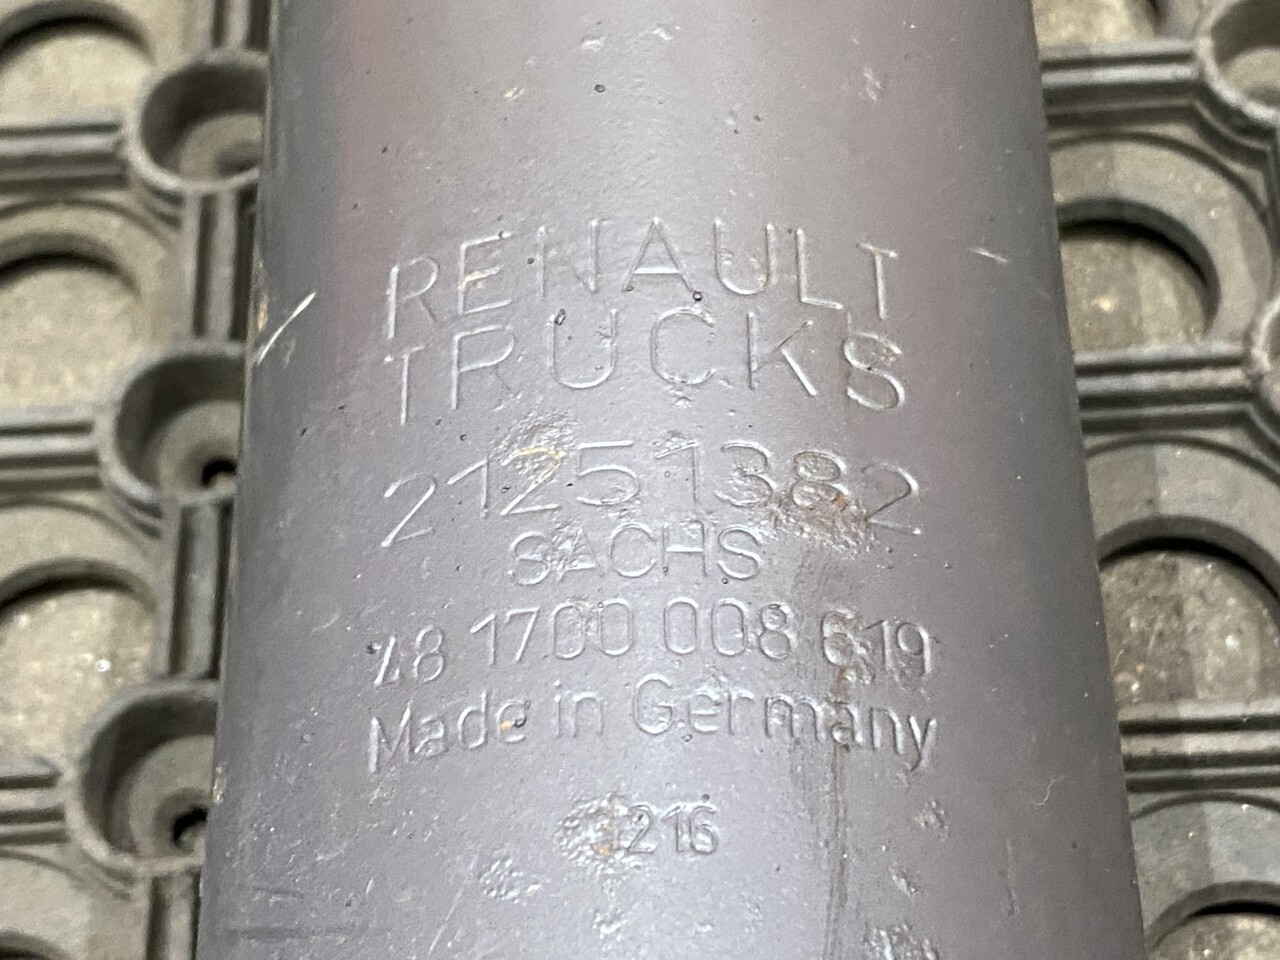 RENAULT
TRUCKS
21251382
SACHS
48 1700 008 619
Made in Germany
1216